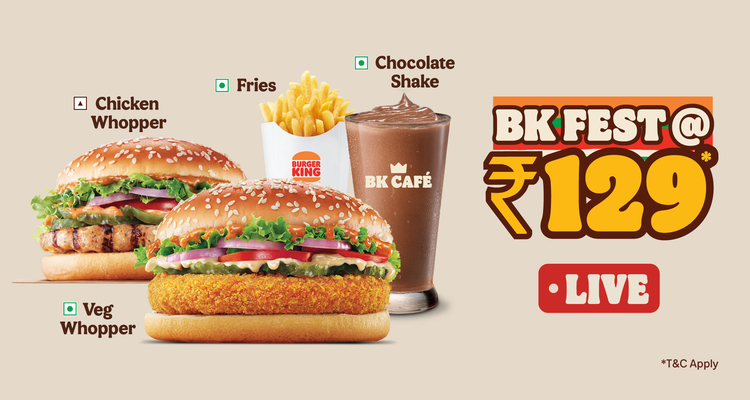 Chicken
Whopper
Fries
Chocolate
Shake
BURGER
KING
BK CAFÉ
Veg
Whopper
BK FEST @
₹129*
LIVE
*T&C Apply